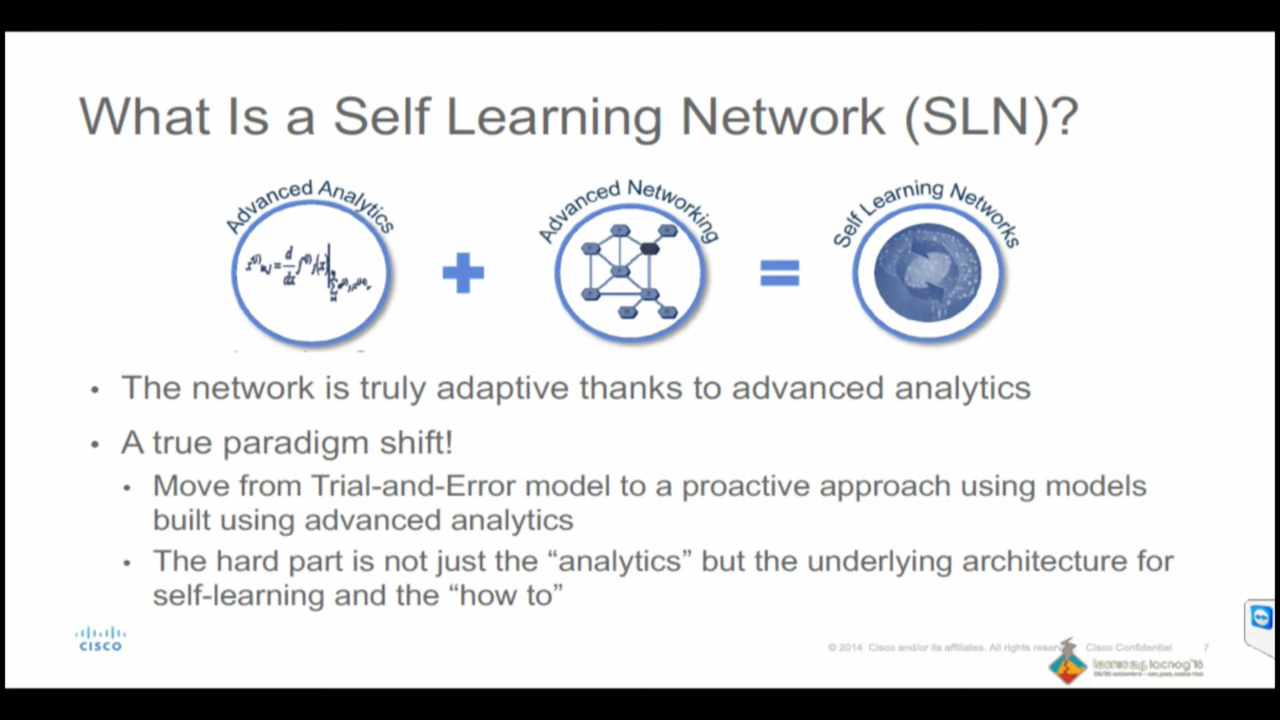 What Is a Self Learning Network (SLN)?
Advanced Analytics
Advanced Networking
Self Learning Networks
• The network is truly adaptive thanks to advanced analytics
• A true paradigm shift!
• Move from Trial-and-Error model to a proactive approach using models
built using advanced analytics
• The hard part is not just the “analytics” but the underlying architecture for
self-learning and the “how to”
CISCO
© 2014 Cisco and/or its affiliates. All rights
Cisco Confidential
7